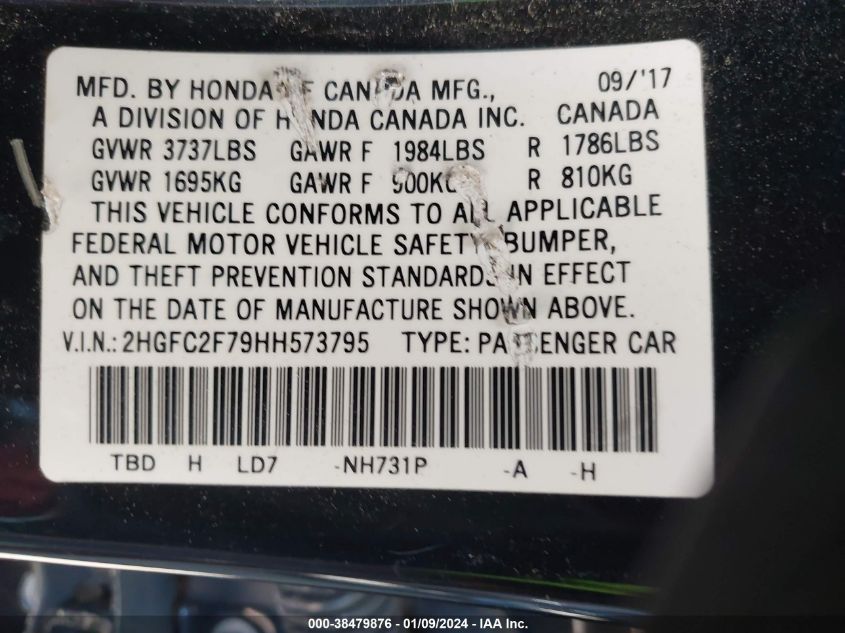 MFD. BY HONDA OF CANADA MFG., 09/'17
A DIVISION OF HONDA CANADA INC. CANADA
GVWR 3737LBS GAWR F 1984LBS R 1786LBS
GVWR 1695KG GAWR F 900KG R 810KG
THIS VEHICLE CONFORMS TO ALL APPLICABLE
FEDERAL MOTOR VEHICLE SAFETY, BUMPER,
AND THEFT PREVENTION STANDARDS IN EFFECT
ON THE DATE OF MANUFACTURE SHOWN ABOVE.
V.I.N.: 2HGFC2F79HH573795 TYPE: PASSENGER CAR
TBD H LD7 -NH731P -A -H
000-38479876 - 01/09/2024 - IAA Inc.